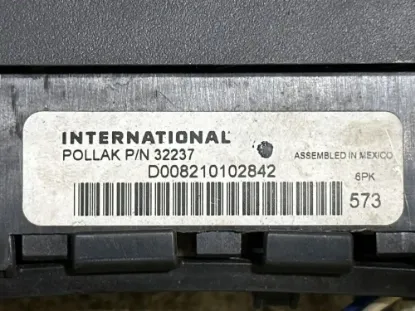 INTERNATIONAL
POLLAK P/N 32237
ASSEMBLED IN MEXICO
D008210102842
6PK
573